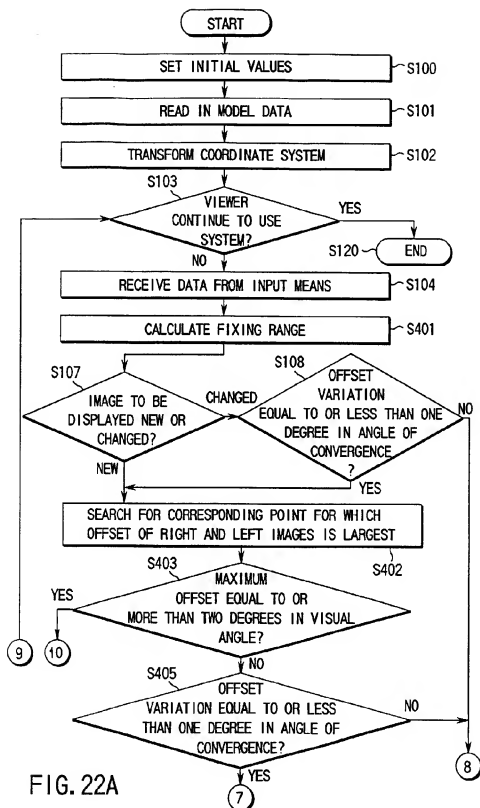 START
SET INITIAL VALUES
S100
READ IN MODEL DATA
S101
TRANSFORM COORDINATE SYSTEM
S102
S103
VIEWER
CONTINUE TO USE
SYSTEM?
YES
S120
END
NO
RECEIVE DATA FROM INPUT MEANS
S104
CALCULATE FIXING RANGE
S401
S107
IMAGE TO BE
DISPLAYED NEW OR
CHANGED?
CHANGED
NEW
S108
OFFSET
VARIATION
EQUAL TO OR LESS THAN ONE
DEGREE IN ANGLE OF
CONVERGENCE
?
NO
YES
SEARCH FOR CORRESPONDING POINT FOR WHICH
OFFSET OF RIGHT AND LEFT IMAGES IS LARGEST
S402
S403
MAXIMUM
OFFSET EQUAL TO OR
MORE THAN TWO DEGREES IN VISUAL
ANGLE?
YES
9
10
NO
S405
OFFSET
VARIATION EQUAL TO OR LESS
THAN ONE DEGREE IN ANGLE OF
CONVERGENCE?
NO
8
YES
7
FIG. 22A